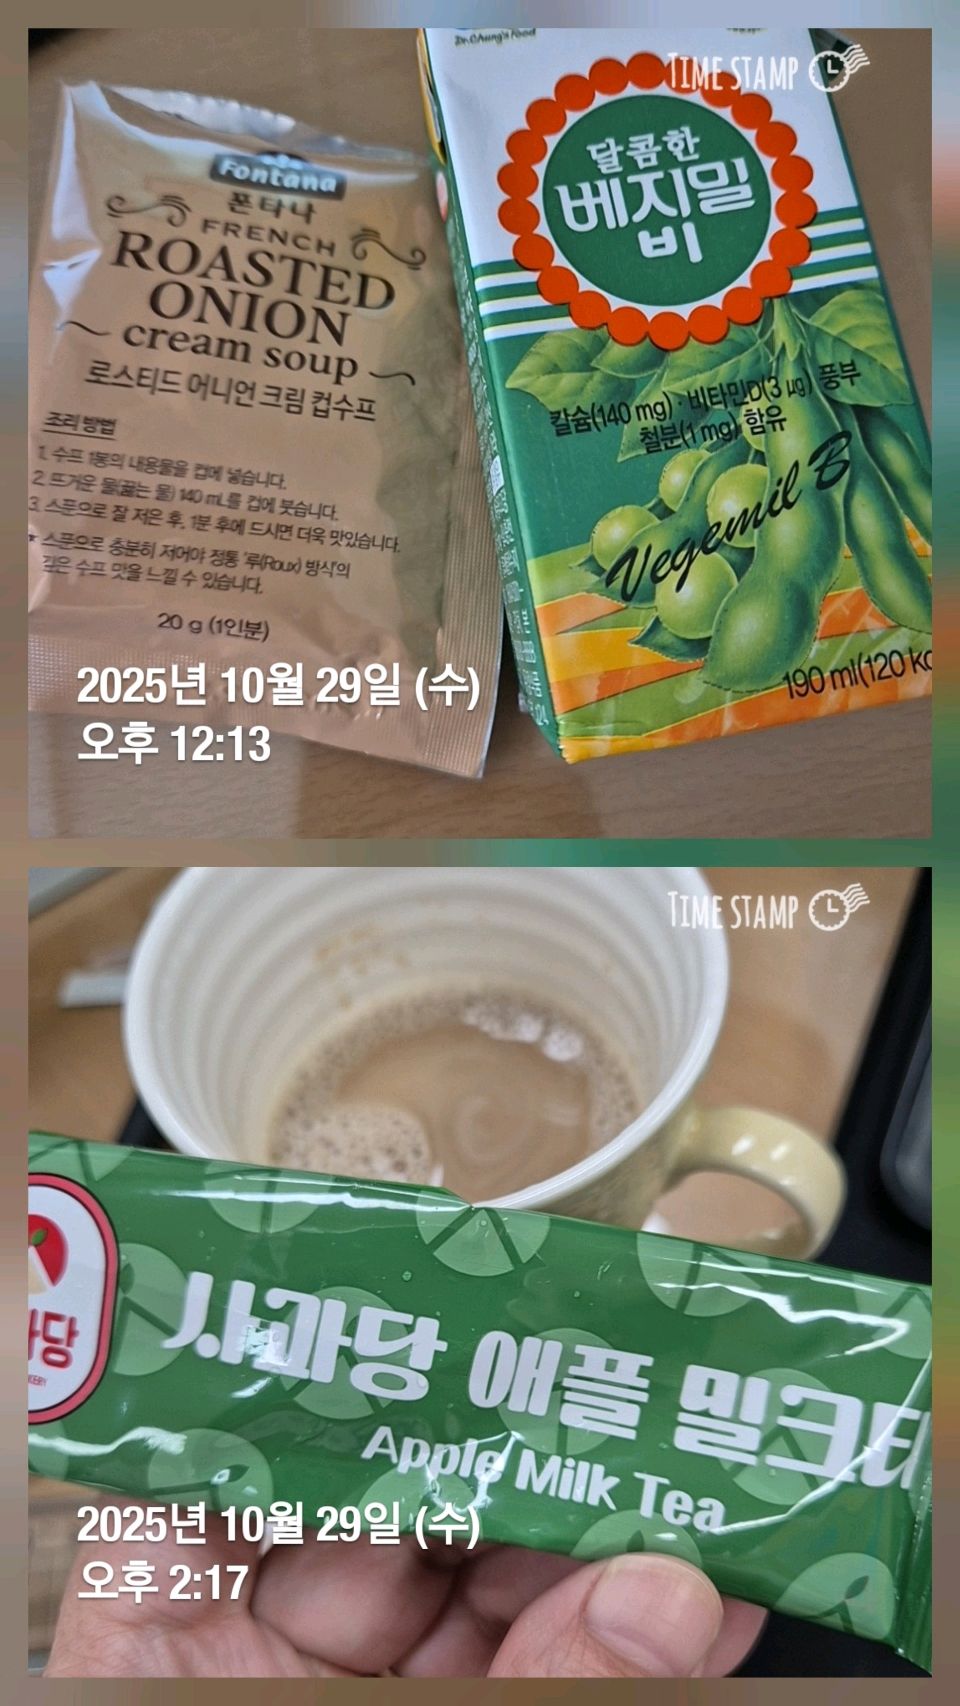 Dr.Chung's Food
TIME STAMP
Fontana
폰타나
FRENCH
ROASTED
ONION
cream soup
로스티드 어니언 크림 컵수프
조리방법
1. 수프 1봉의 내용물을 컵에 넣습니다.
2. 뜨거운 물(끓는 물) 140 mL를 컵에 붓습니다.
3. 스푼으로 잘 저은 후, 1분 후에 드시면 더욱 맛있습니다.
* 스푼으로 충분히 저어야 정통 '루(Roux) 방식'의
깊은 수프 맛을 느낄 수 있습니다.
20 g (1인분)
달콤한
베지밀
비
칼슘(140 mg)·비타민D(3 µg) 풍부
철분(1 mg) 함유
Vegemil B
190 ml(120 kc
2025년 10월 29일 (수)
오후 12:13
TIME STAMP
사과당 애플 밀크티
Apple Milk Tea
과당
2025년 10월 29일 (수)
오후 2:17